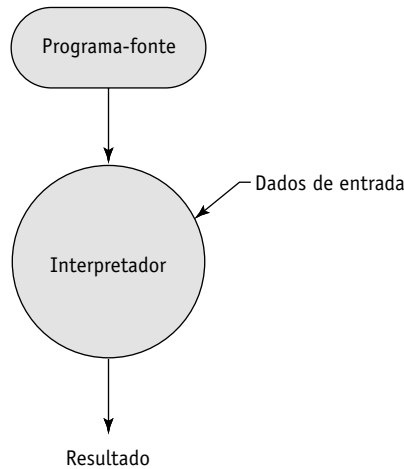 Programa-fonte
Dados de entrada
Interpretador
Resultado